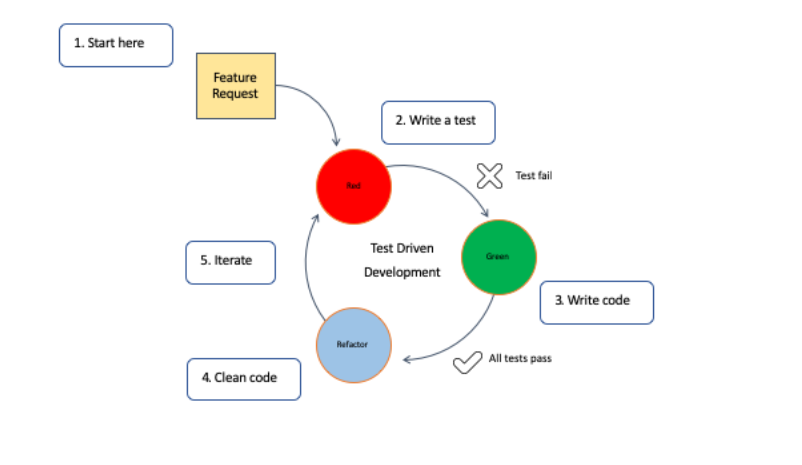 1. Start here
Feature
Request
2. Write a test
Red
Test fail
Test Driven
Development
Green
5. Iterate
3. Write code
Refactor
All tests pass
4. Clean code